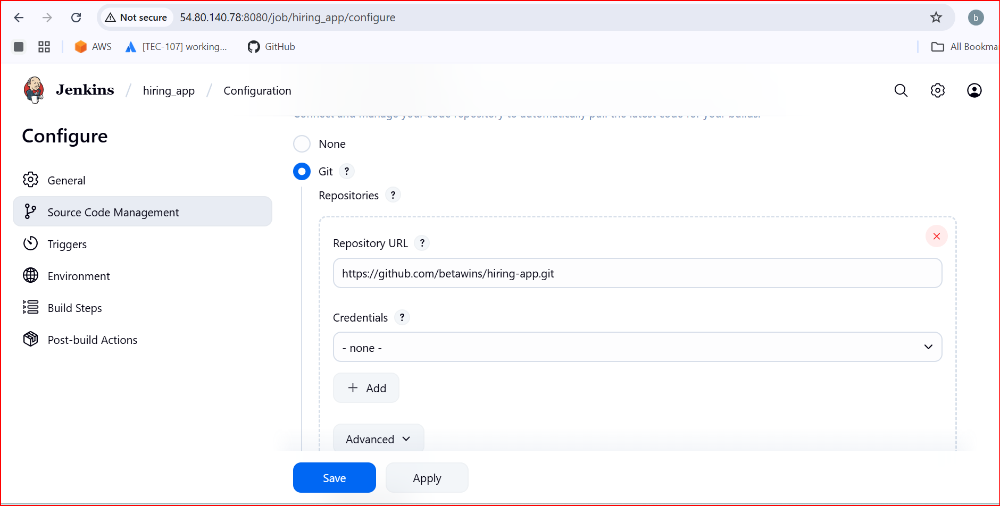 Not secure 54.80.140.78:8080/job/hiring_app/configure b
AWS [TEC-107] working... GitHub All Bookma
Jenkins / hiring_app / Configuration
Connect and manage your code repository to automatically pull the latest code for your builds.
Configure
General
Source Code Management
Triggers
Environment
Build Steps
Post-build Actions
None
Git ?
Repositories ?
Repository URL ?
https://github.com/betawins/hiring-app.git
Credentials ?
- none -
+ Add
Advanced
Save Apply